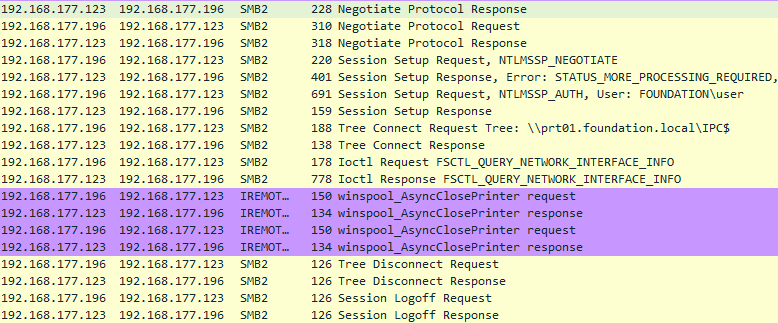 192.168.177.123 192.168.177.196 SMB2 228 Negotiate Protocol Response
192.168.177.196 192.168.177.123 SMB2 310 Negotiate Protocol Request
192.168.177.123 192.168.177.196 SMB2 318 Negotiate Protocol Response
192.168.177.196 192.168.177.123 SMB2 220 Session Setup Request, NTLMSSP_NEGOTIATE
192.168.177.123 192.168.177.196 SMB2 401 Session Setup Response, Error: STATUS_MORE_PROCESSING_REQUIRED,
192.168.177.196 192.168.177.123 SMB2 691 Session Setup Request, NTLMSSP_AUTH, User: FOUNDATION\user
192.168.177.123 192.168.177.196 SMB2 159 Session Setup Response
192.168.177.196 192.168.177.123 SMB2 188 Tree Connect Request Tree: \\prt01.foundation.local\IPC$
192.168.177.123 192.168.177.196 SMB2 138 Tree Connect Response
192.168.177.196 192.168.177.123 SMB2 178 Ioctl Request FSCTL_QUERY_NETWORK_INTERFACE_INFO
192.168.177.123 192.168.177.196 SMB2 778 Ioctl Response FSCTL_QUERY_NETWORK_INTERFACE_INFO
192.168.177.196 192.168.177.123 IREMOT… 150 winspool_AsyncClosePrinter request
192.168.177.123 192.168.177.196 IREMOT… 134 winspool_AsyncClosePrinter response
192.168.177.196 192.168.177.123 IREMOT… 150 winspool_AsyncClosePrinter request
192.168.177.123 192.168.177.196 IREMOT… 134 winspool_AsyncClosePrinter response
192.168.177.196 192.168.177.123 SMB2 126 Tree Disconnect Request
192.168.177.123 192.168.177.196 SMB2 126 Tree Disconnect Response
192.168.177.196 192.168.177.123 SMB2 126 Session Logoff Request
192.168.177.123 192.168.177.196 SMB2 126 Session Logoff Response